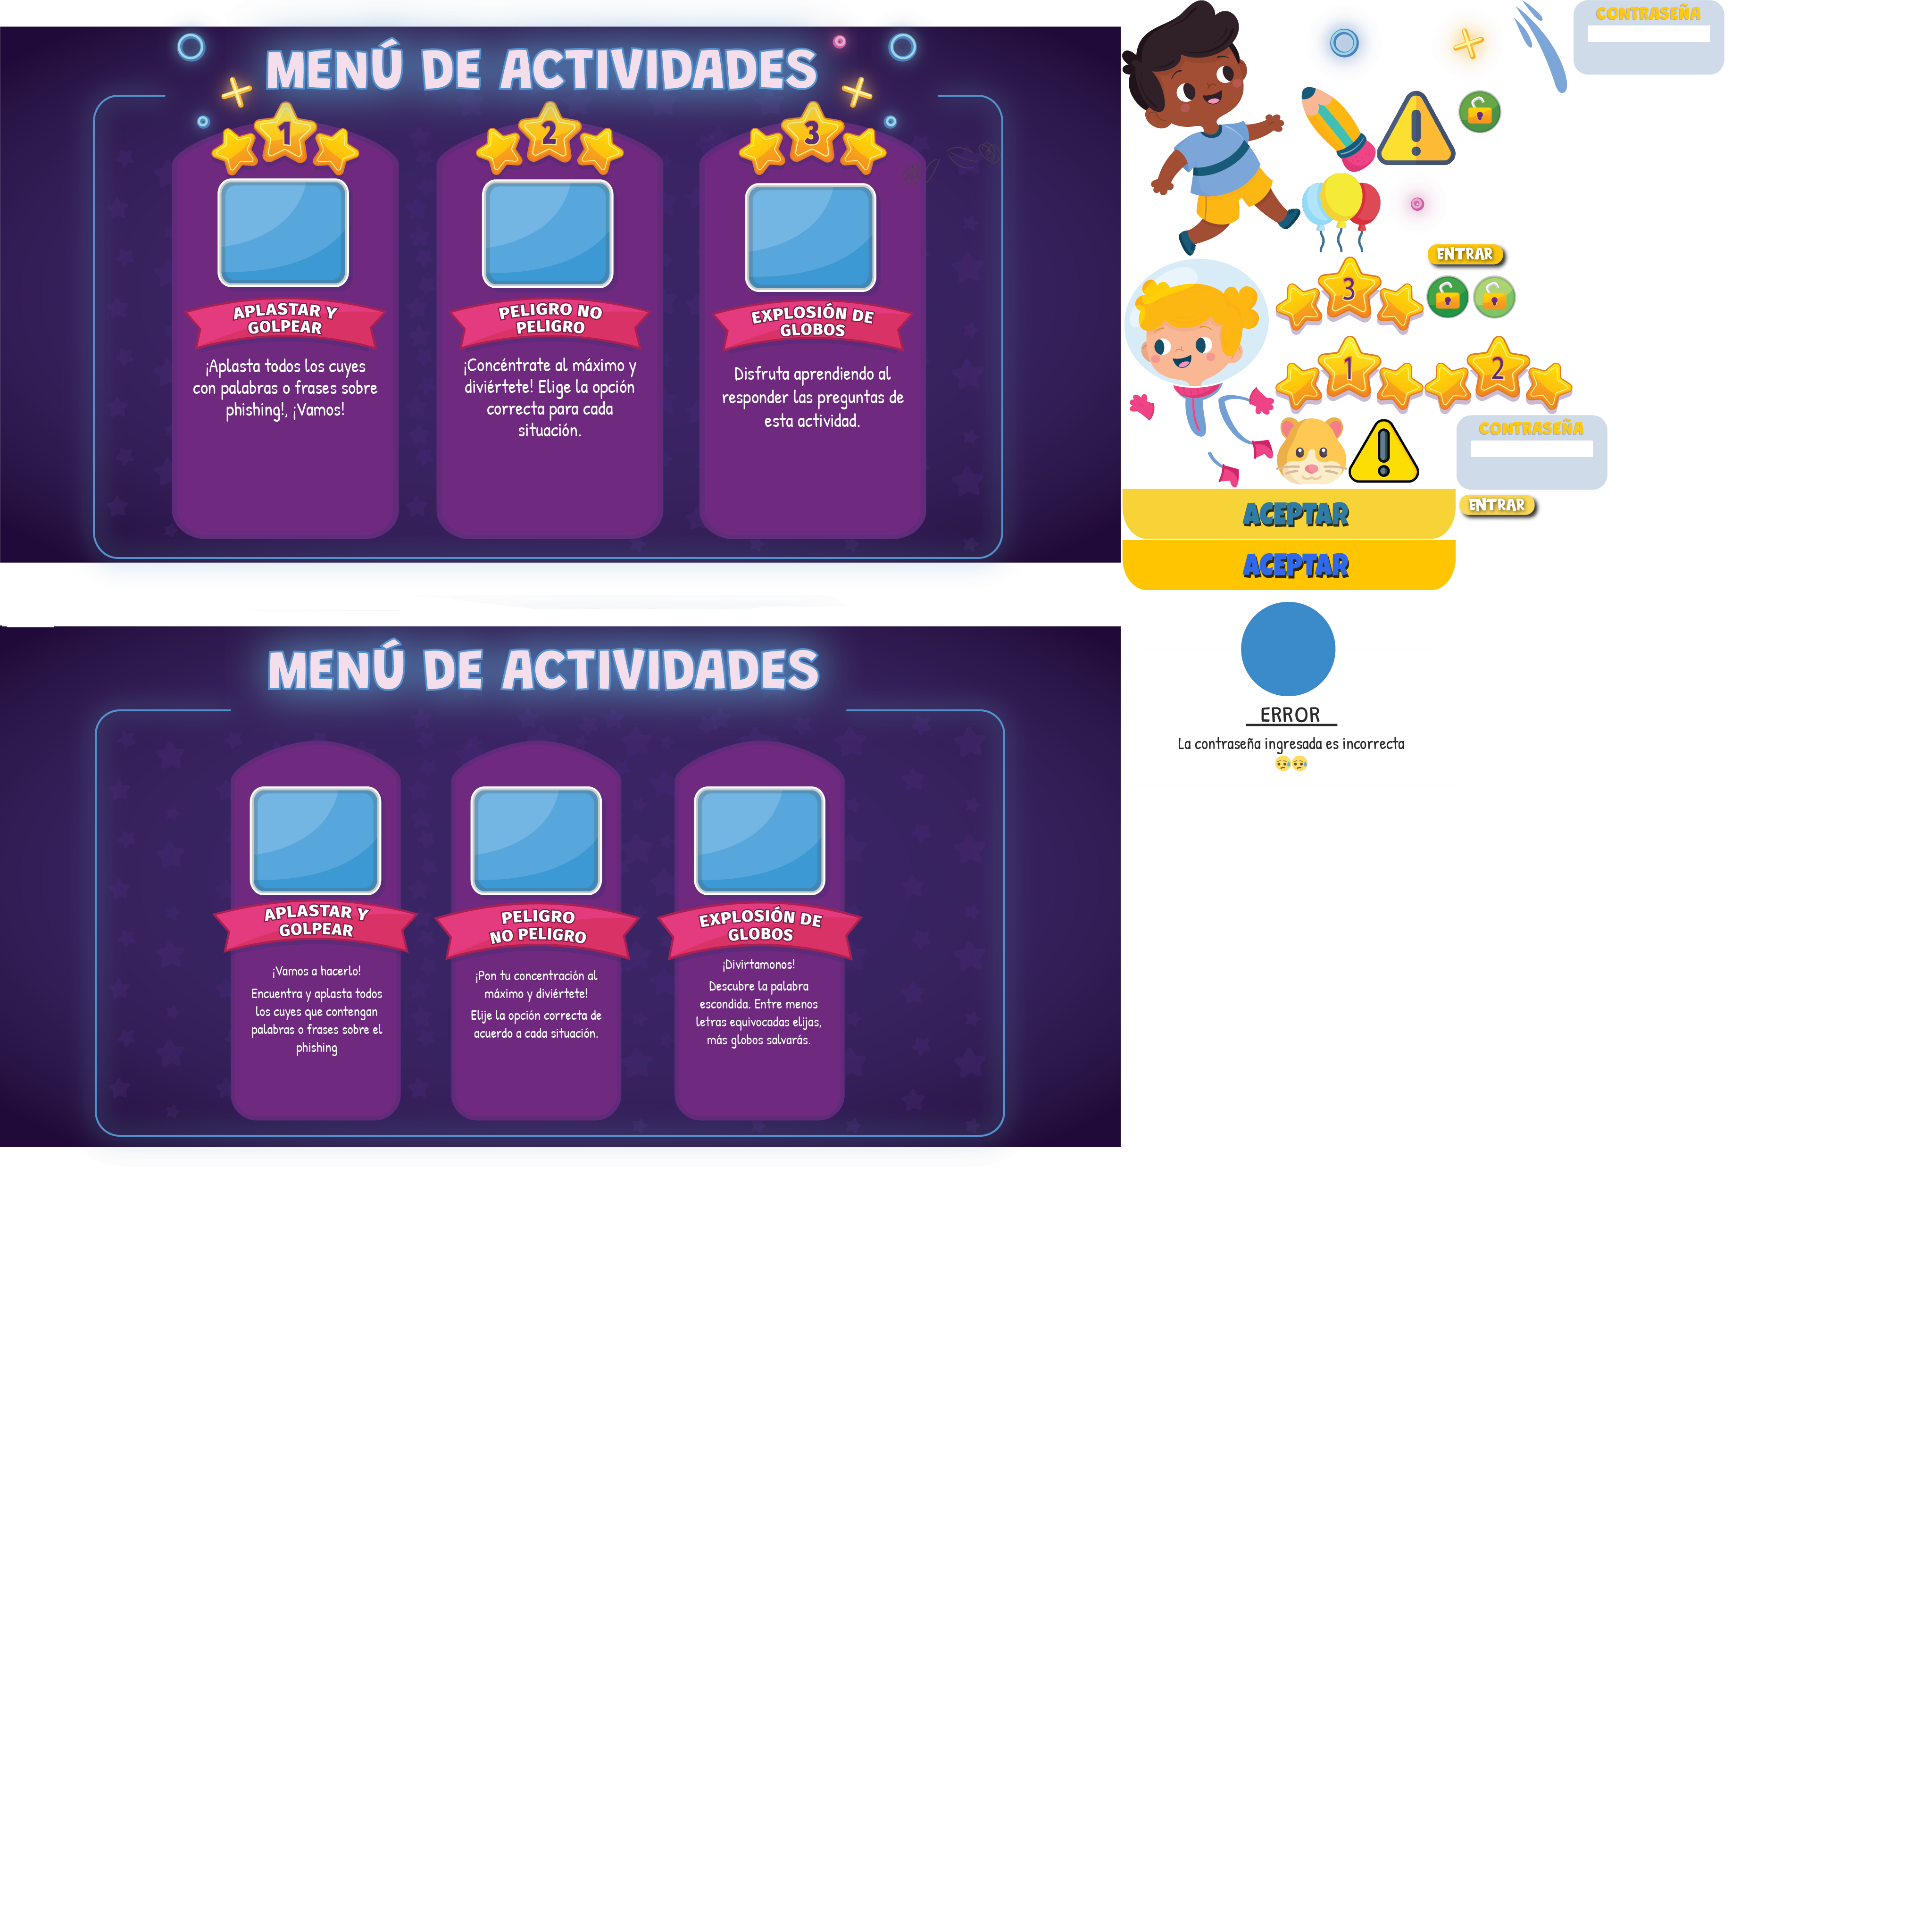 MENÚ DE ACTIVIDADES
1
2
3
APLASTAR Y
GOLPEAR
¡Aplasta todos los cuyes
con palabras o frases sobre
phishing!, ¡Vamos!
PELIGRO NO
PELIGRO
¡Concéntrate al máximo y
diviértete! Elige la opción
correcta para cada
situación.
EXPLOSIÓN DE
GLOBOS
Disfruta aprendiendo al
responder las preguntas de
esta actividad.
CONTRASEÑA
ENTRAR
3
1
2
CONTRASEÑA
ENTRAR
ACEPTAR
ACEPTAR
MENÚ DE ACTIVIDADES
APLASTAR Y
GOLPEAR
¡Vamos a hacerlo!
Encuentra y aplasta todos
los cuyes que contengan
palabras o frases sobre el
phishing
PELIGRO
NO PELIGRO
¡Pon tu concentración al
máximo y diviértete!
Elije la opción correcta de
acuerdo a cada situación.
EXPLOSIÓN DE
GLOBOS
¡Divirtamonos!
Descubre la palabra
escondida. Entre menos
letras equivocadas elijas,
más globos salvarás.
ERROR
La contraseña ingresada es incorrecta